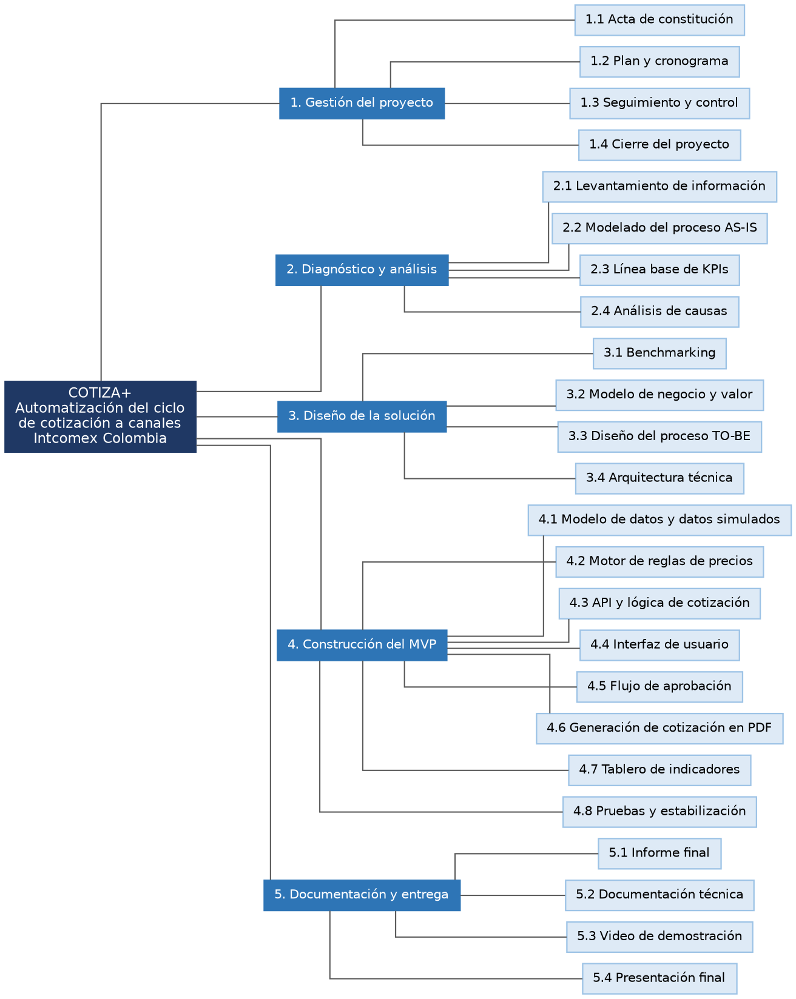 COTIZA+
Automatización del ciclo
de cotización a canales
Intcomex Colombia
1. Gestión del proyecto
1.1 Acta de constitución
1.2 Plan y cronograma
1.3 Seguimiento y control
1.4 Cierre del proyecto
2. Diagnóstico y análisis
2.1 Levantamiento de información
2.2 Modelado del proceso AS-IS
2.3 Línea base de KPIs
2.4 Análisis de causas
3. Diseño de la solución
3.1 Benchmarking
3.2 Modelo de negocio y valor
3.3 Diseño del proceso TO-BE
3.4 Arquitectura técnica
4. Construcción del MVP
4.1 Modelo de datos y datos simulados
4.2 Motor de reglas de precios
4.3 API y lógica de cotización
4.4 Interfaz de usuario
4.5 Flujo de aprobación
4.6 Generación de cotización en PDF
4.7 Tablero de indicadores
4.8 Pruebas y estabilización
5. Documentación y entrega
5.1 Informe final
5.2 Documentación técnica
5.3 Video de demostración
5.4 Presentación final